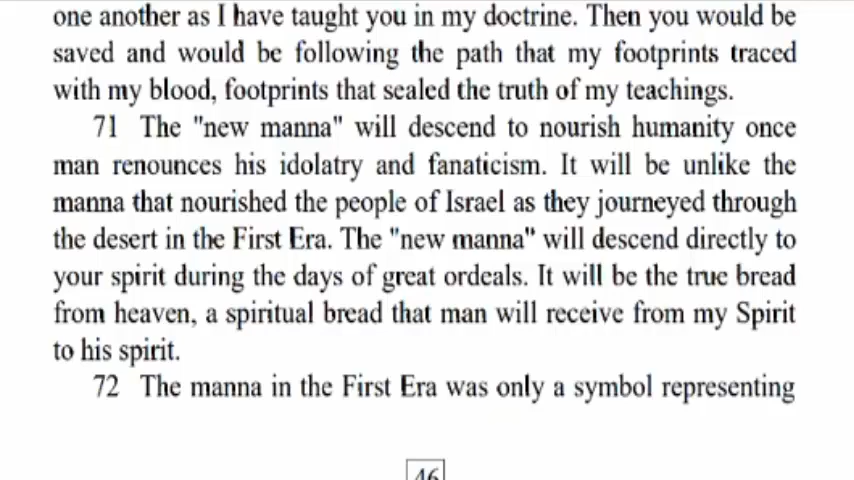 one another as I have taught you in my doctrine. Then you would be
saved and would be following the path that my footprints traced
with my blood, footprints that sealed the truth of my teachings.
71 The "new manna" will descend to nourish humanity once
man renounces his idolatry and fanaticism. It will be unlike the
manna that nourished the people of Israel as they journeyed through
the desert in the First Era. The "new manna" will descend directly to
your spirit during the days of great ordeals. It will be the true bread
from heaven, a spiritual bread that man will receive from my Spirit
to his spirit.
72 The manna in the First Era was only a symbol representing
46